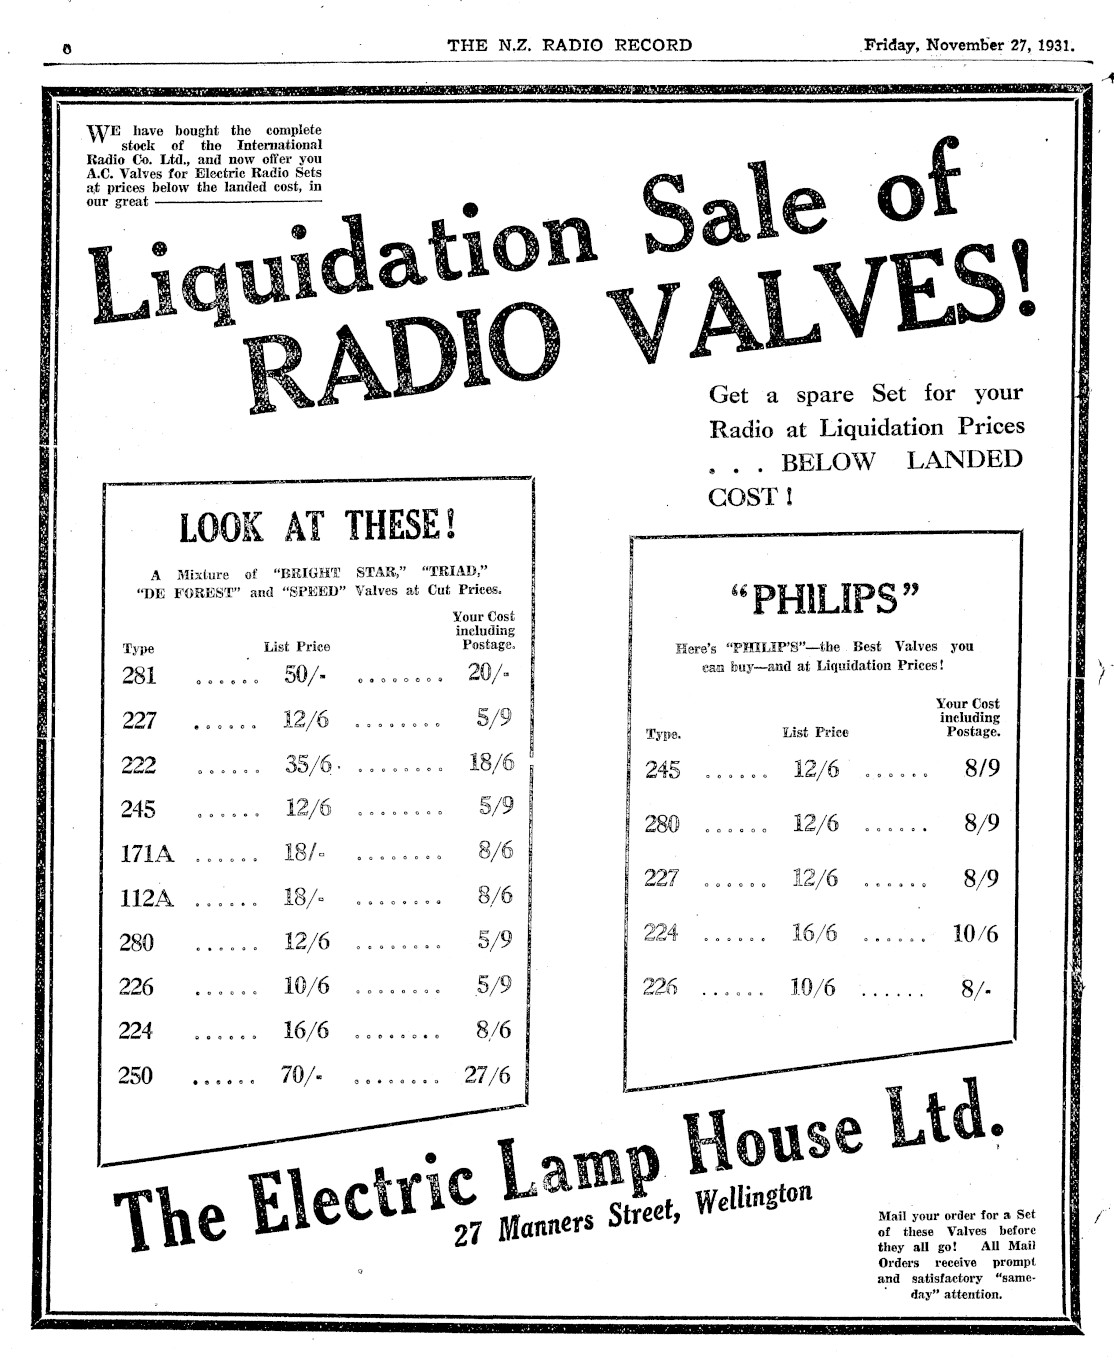 6 THE N.Z. RADIO RECORD Friday, November 27, 1931.
WE have bought the complete
stock of the International
Radio Co. Ltd., and now offer you
A.C. Valves for Electric Radio Sets
at prices below the landed cost, in
our great
Liquidation Sale of
RADIO VALVES!
Get a spare Set for your
Radio at Liquidation Prices
. . . BELOW LANDED
COST!
LOOK AT THESE!
A Mixture of "BRIGHT STAR," "TRIAD,"
"DE FOREST" and "SPEED" Valves at Cut Prices.
Your Cost
including
Type List Price Postage.
281 ...... 50/- ........ 20/-
227 ...... 12/6 ........ 5/9
222 ...... 35/6 ........ 18/6
245 ...... 12/6 ........ 5/9
171A ...... 18/- ........ 8/6
112A ...... 18/- ........ 8/6
280 ...... 12/6 ........ 5/9
226 ...... 10/6 ........ 5/9
224 ...... 16/6 ........ 8/6
250 ...... 70/- ........ 27/6
"PHILIPS"
Here's "PHILIP'S"—the Best Valves you
can buy—and at Liquidation Prices!
Your Cost
including
Type. List Price Postage.
245 ...... 12/6 ...... 8/9
280 ...... 12/6 ...... 8/9
227 ...... 12/6 ...... 8/9
224 ...... 16/6 ...... 10/6
226 ...... 10/6 ...... 8/-
The Electric Lamp House Ltd.
27 Manners Street, Wellington
Mail your order for a Set
of these Valves before
they all go! All Mail
Orders receive prompt
and satisfactory "same-
day" attention.